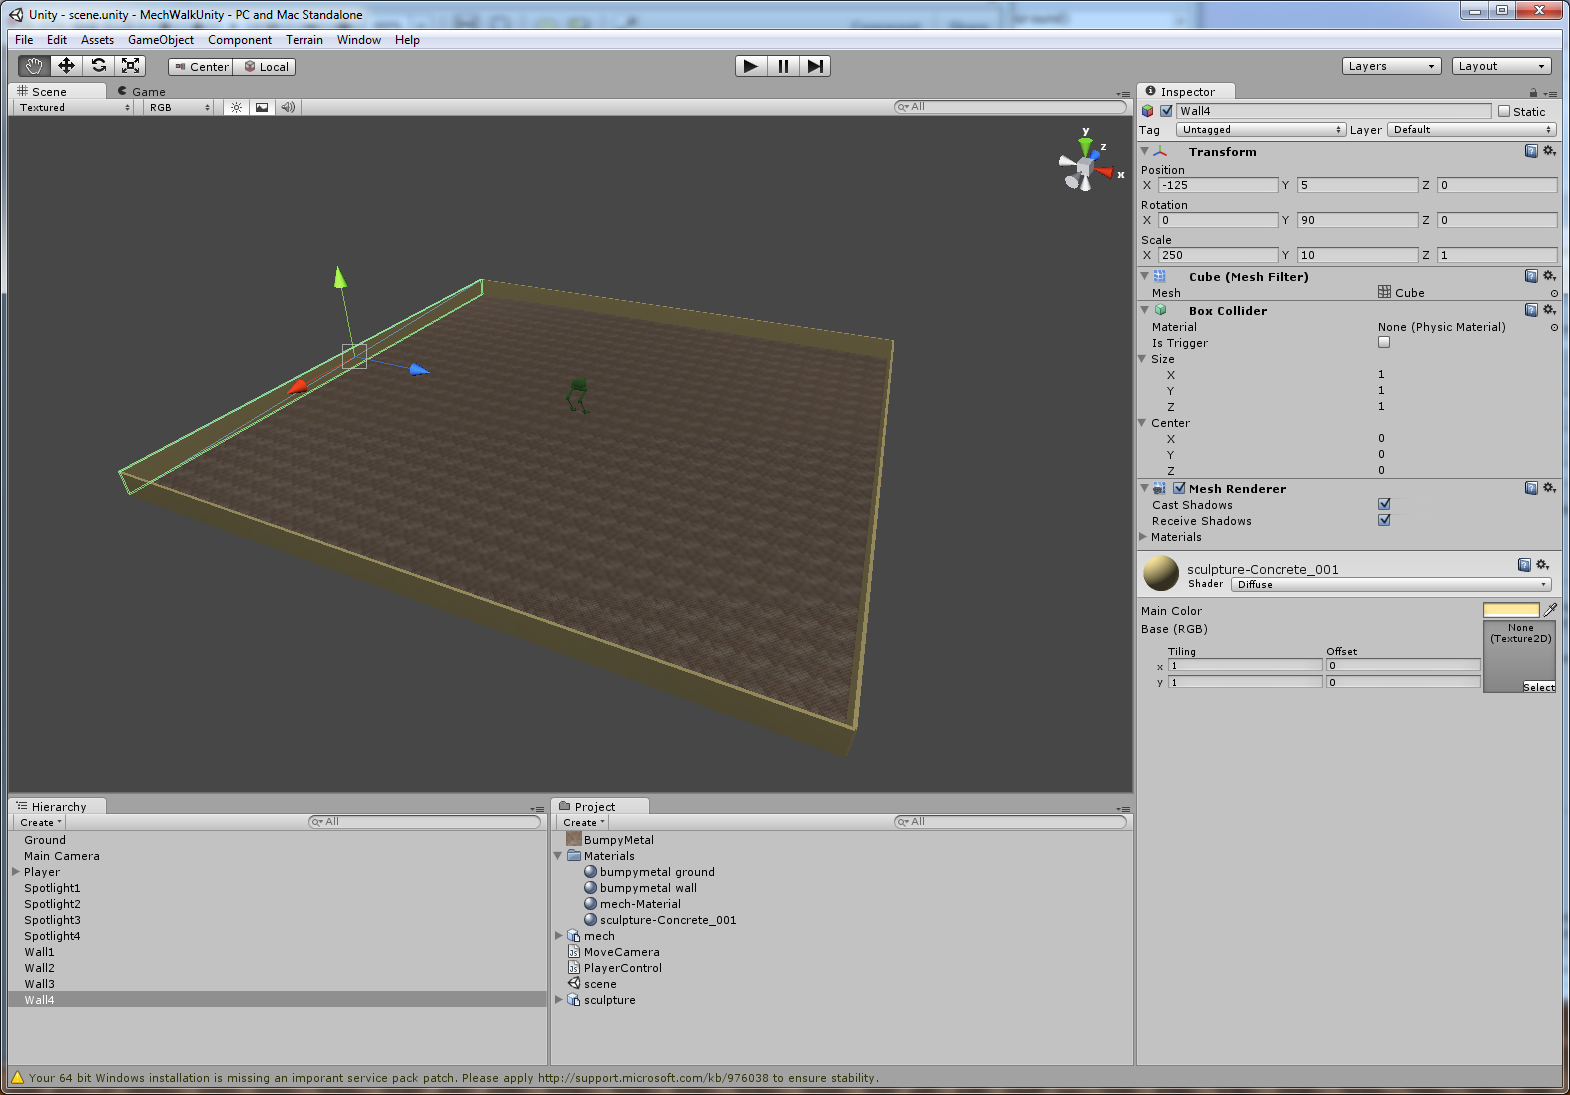 Unity - scene.unity - MechWalkUnity - PC and Mac Standalone
File Edit Assets GameObject Component Terrain Window Help
Center Local Layers Layout
Scene Game
Textured RGB All
y
z
x
Inspector
Wall4 Static
Tag Untagged Layer Default
Transform
Position
X -125 Y 5 Z 0
Rotation
X 0 Y 90 Z 0
Scale
X 250 Y 10 Z 1
Cube (Mesh Filter)
Mesh Cube
Box Collider
Material None (Physic Material)
Is Trigger
Size
X 1
Y 1
Z 1
Center
X 0
Y 0
Z 0
Mesh Renderer
Cast Shadows
Receive Shadows
Materials
sculpture-Concrete_001
Shader Diffuse
Main Color
Base (RGB)
None
(Texture2D)
Tiling Offset
x 1 0
y 1 0
Select
Hierarchy
Create All
Ground
Main Camera
Player
Spotlight1
Spotlight2
Spotlight3
Spotlight4
Wall1
Wall2
Wall3
Wall4
Project
Create All
BumpyMetal
Materials
bumpymetal ground
bumpymetal wall
mech-Material
sculpture-Concrete_001
mech
MoveCamera
PlayerControl
scene
sculpture
Your 64 bit Windows installation is missing an imporant service pack patch. Please apply http://support.microsoft.com/kb/976038 to ensure stability.